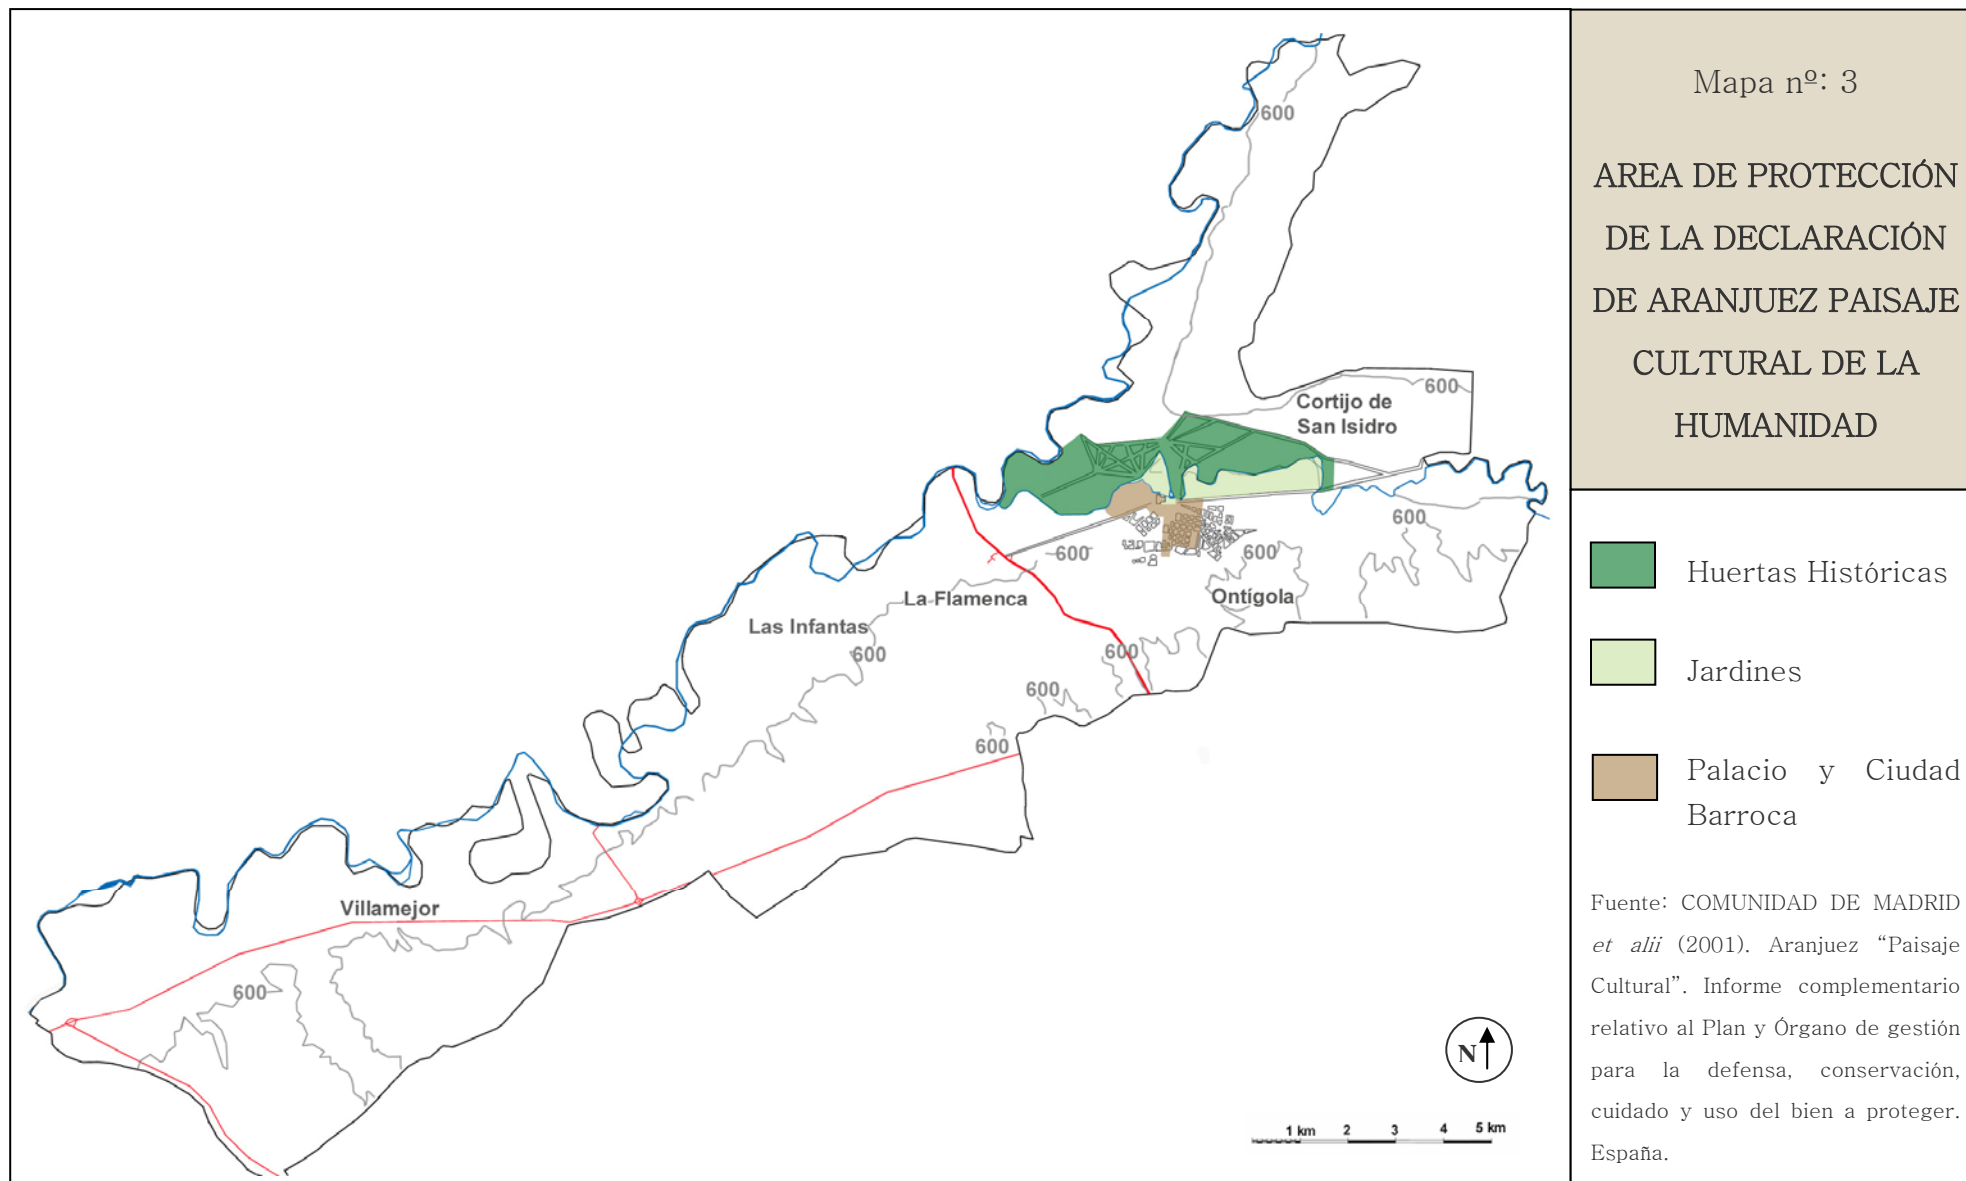 Mapa nº: 3
AREA DE PROTECCIÓN
DE LA DECLARACIÓN
DE ARANJUEZ PAISAJE
CULTURAL DE LA
HUMANIDAD
600
600
Cortijo de
San Isidro
600
600
600
La Flamenca
Ontígola
Las Infantas
600
600
600
600
Villamejor
600
N
1 km 2 3 4 5 km
Huertas Históricas
Jardines
Palacio y Ciudad
Barroca
Fuente: COMUNIDAD DE MADRID
et alii (2001). Aranjuez “Paisaje
Cultural”. Informe complementario
relativo al Plan y Órgano de gestión
para la defensa, conservación,
cuidado y uso del bien a proteger.
España.